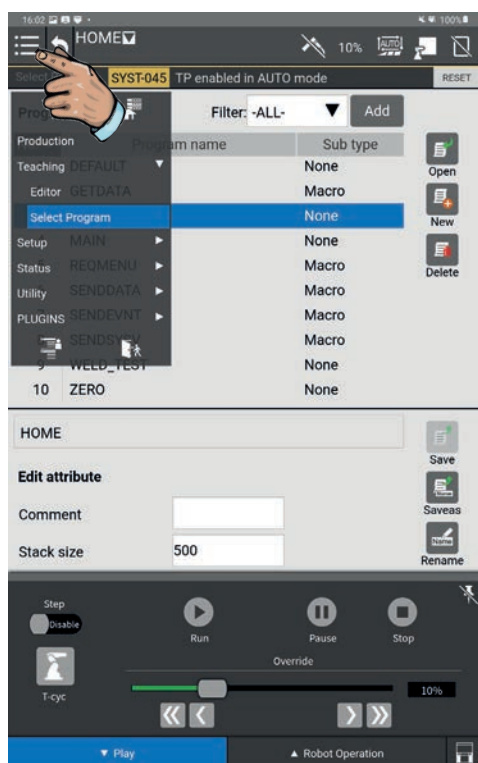 16:02 100%
HOME
10% AUTO
SYST-045 TP enabled in AUTO mode RESET
Filter: -ALL- Add
Program name Sub type
Production
Teaching DEFAULT None Open
Editor GETDATA Macro
Select Program None New
Setup MAIN None
Status REQMENU Macro Delete
Utility SENDDATA Macro
PLUGINS SENDEVNT Macro
SENDSYSV Macro
9 WELD_TEST None
10 ZERO None
HOME
Save
Edit attribute
Comment Saveas
Stack size 500
Name
Rename
Step
Disable
Run Pause Stop
Override
T-cyc 10%
▼ Play ▲ Robot Operation